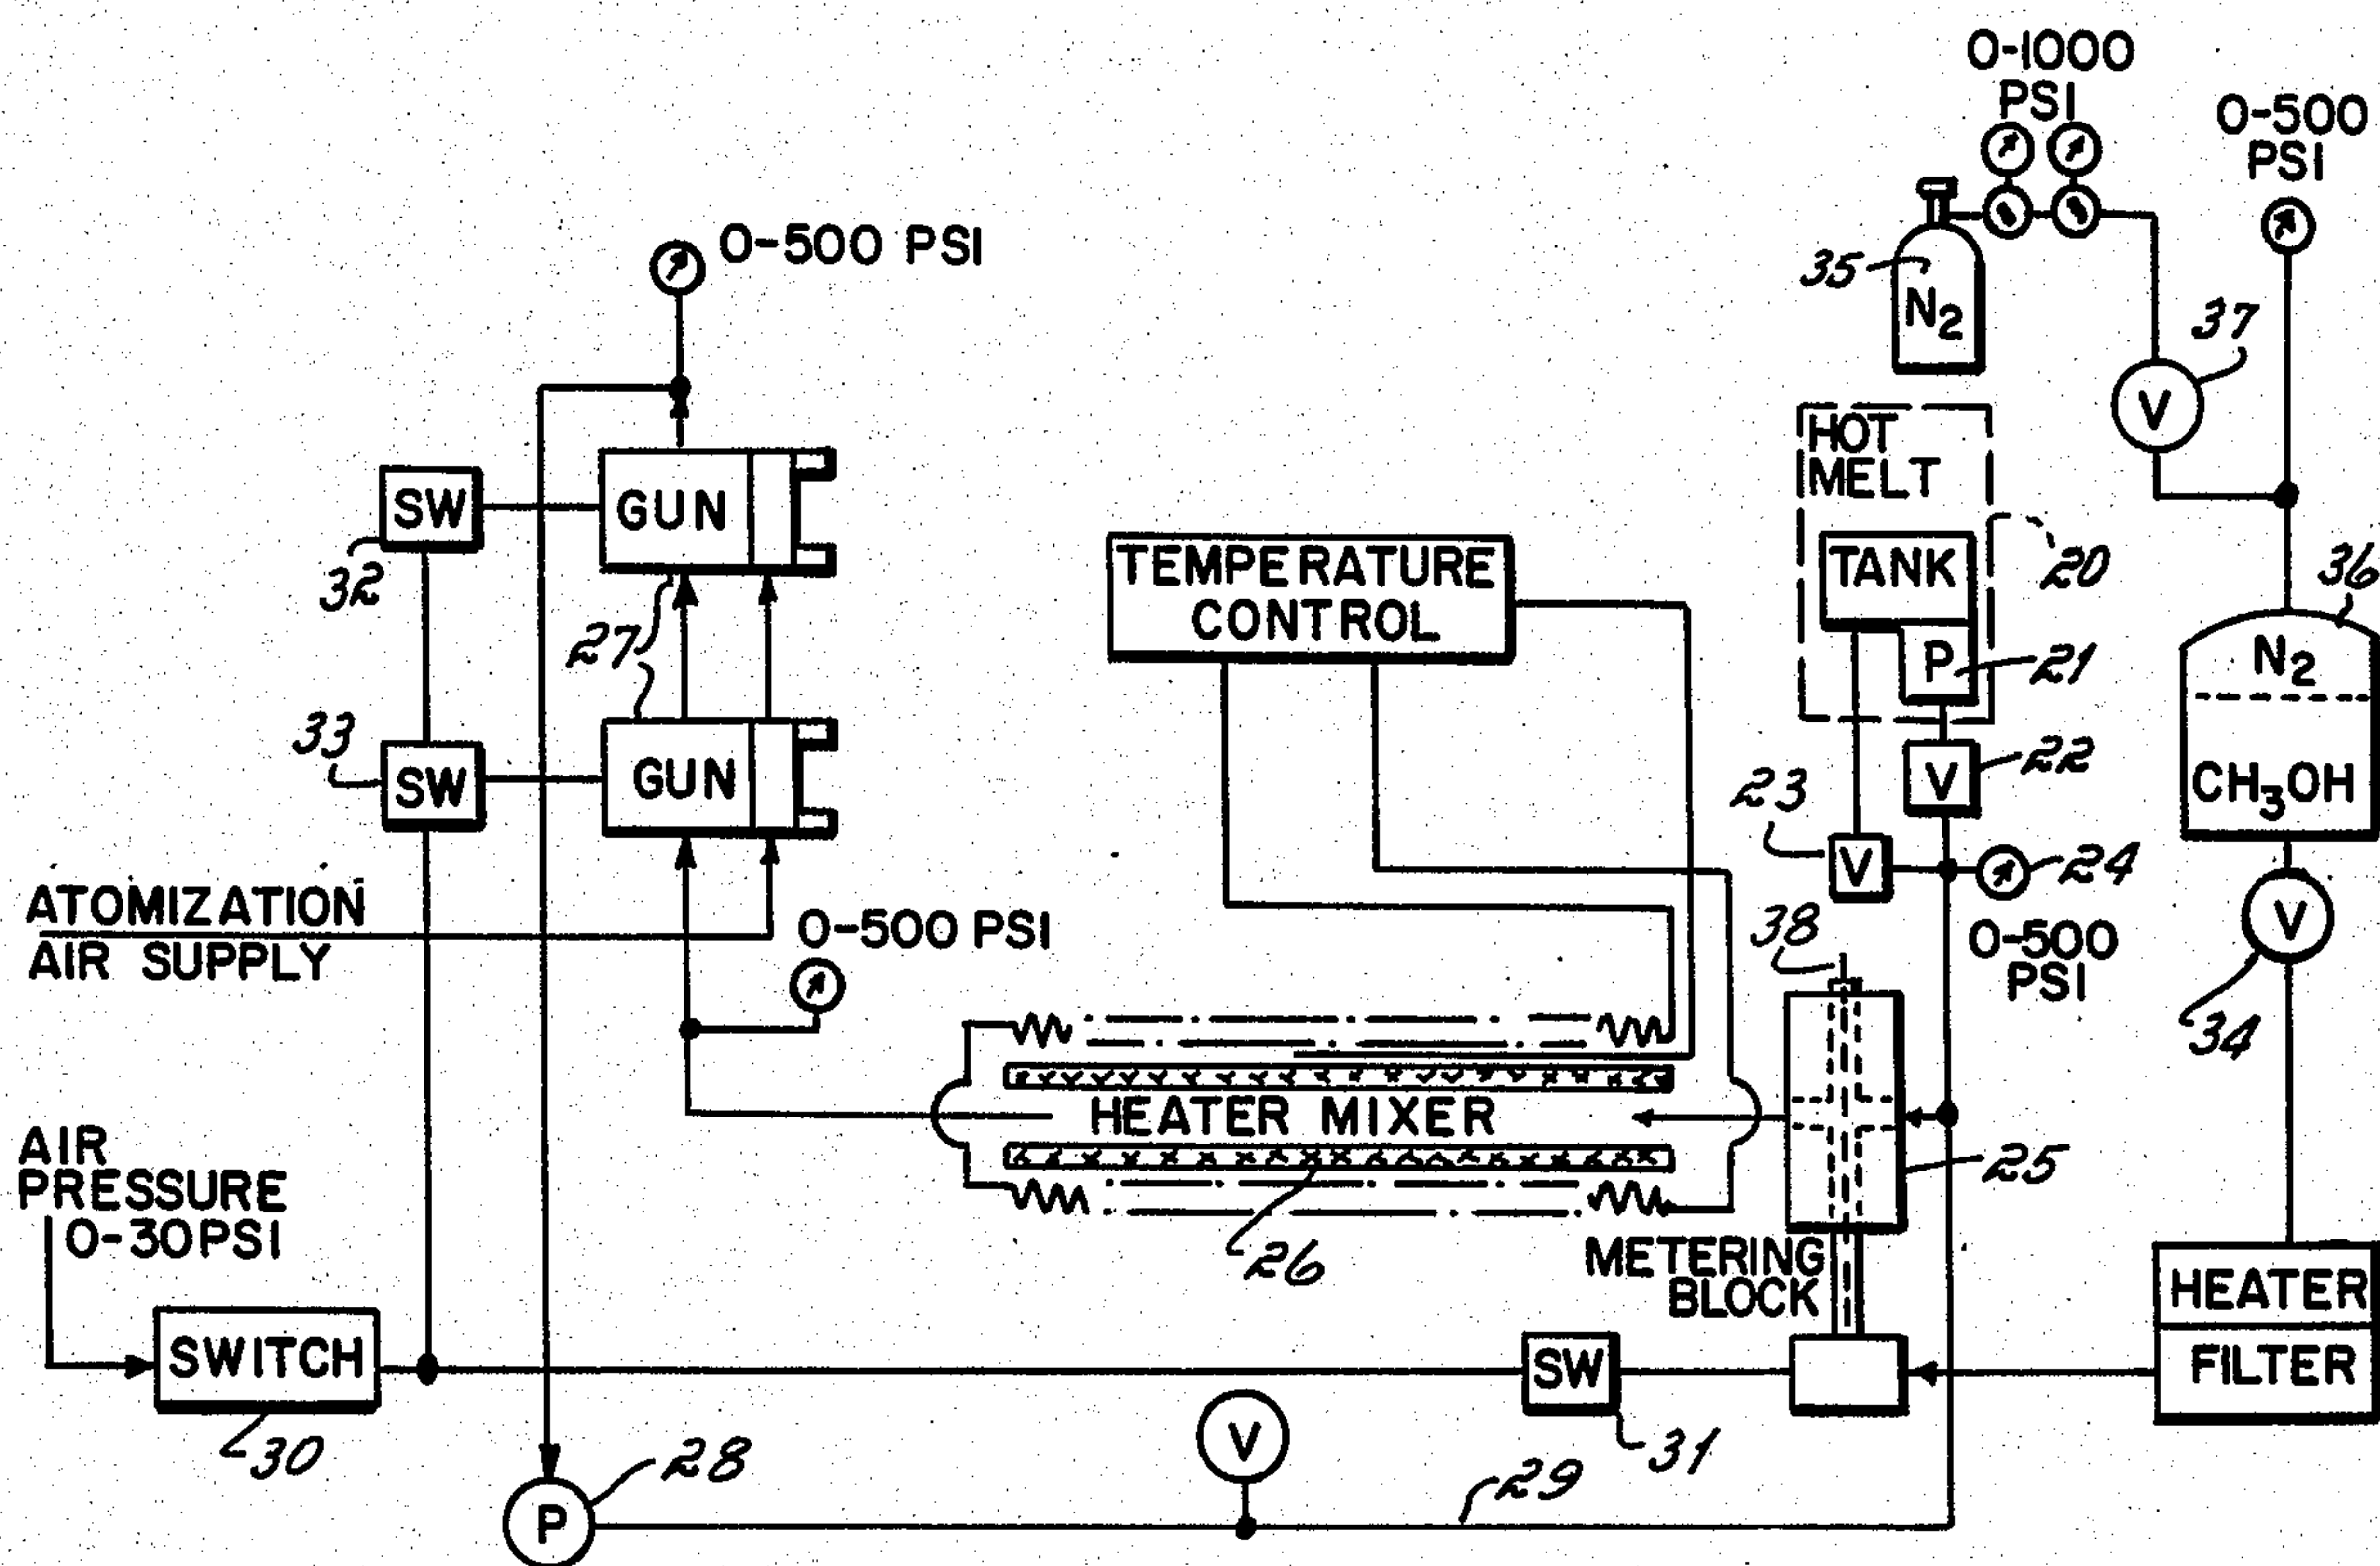 0-1000
PSI
0-500
PSI
0-500 PSI
35
N2
37
HOT
MELT
SW
GUN
32
27
TEMPERATURE
CONTROL
TANK
20
36
P
21
N2
33
SW
GUN
23
V
22
CH3OH
V
24
V
ATOMIZATION
AIR SUPPLY
0-500 PSI
38
0-500
PSI
V
34
HEATER MIXER
AIR
PRESSURE
0-30PSI
25
26
METERING
BLOCK
HEATER
FILTER
SWITCH
SW
30
28
V
31
29
P